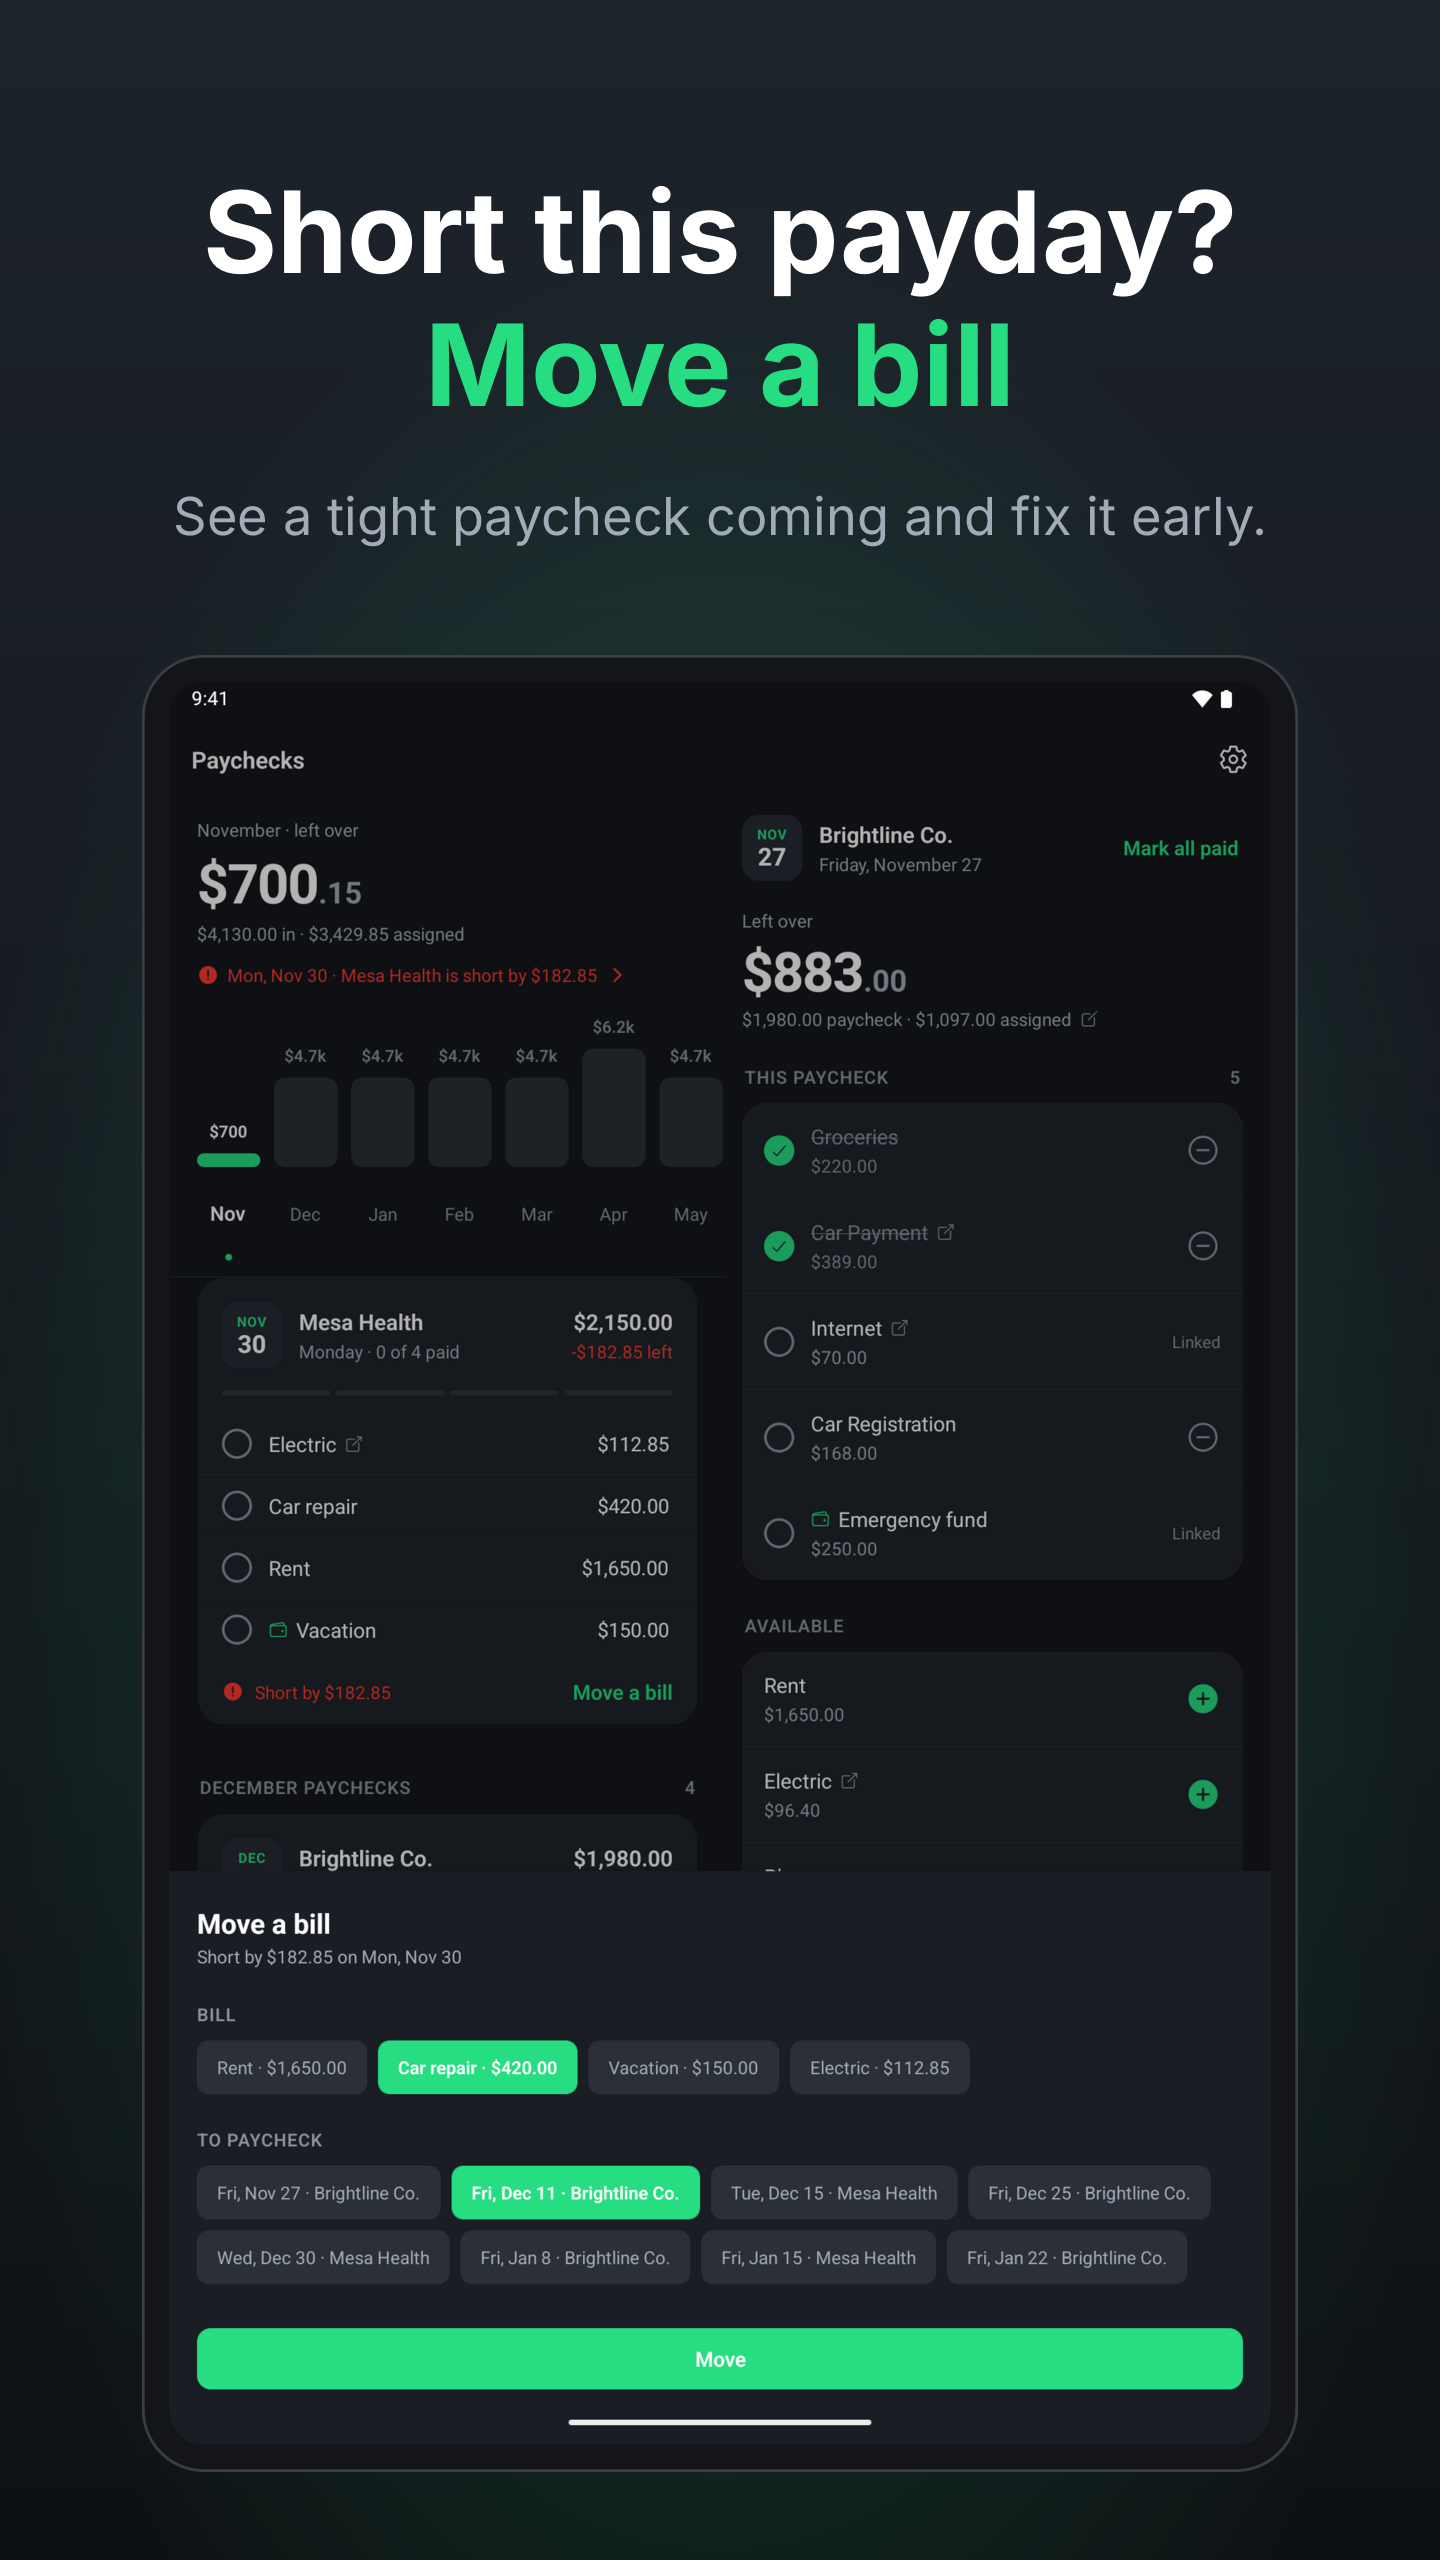 Short this payday?
Move a bill
See a tight paycheck coming and fix it early.
9:41
Paychecks
November · left over
$700.15
$4,130.00 in · $3,429.85 assigned
Mon, Nov 30 · Mesa Health is short by $182.85
$700
$4.7k
$4.7k
$4.7k
$4.7k
$6.2k
$4.7k
Nov
Dec
Jan
Feb
Mar
Apr
May
NOV
30
Mesa Health
$2,150.00
Monday · 0 of 4 paid
-$182.85 left
Electric
$112.85
Car repair
$420.00
Rent
$1,650.00
Vacation
$150.00
Short by $182.85
Move a bill
DECEMBER PAYCHECKS
4
DEC
Brightline Co.
$1,980.00
NOV
27
Brightline Co.
Friday, November 27
Mark all paid
Left over
$883.00
$1,980.00 paycheck · $1,097.00 assigned
THIS PAYCHECK
5
Groceries
$220.00
Car Payment
$389.00
Internet
$70.00
Linked
Car Registration
$168.00
Emergency fund
$250.00
Linked
AVAILABLE
Rent
$1,650.00
Electric
$96.40
Move a bill
Short by $182.85 on Mon, Nov 30
BILL
Rent · $1,650.00
Car repair · $420.00
Vacation · $150.00
Electric · $112.85
TO PAYCHECK
Fri, Nov 27 · Brightline Co.
Fri, Dec 11 · Brightline Co.
Tue, Dec 15 · Mesa Health
Fri, Dec 25 · Brightline Co.
Wed, Dec 30 · Mesa Health
Fri, Jan 8 · Brightline Co.
Fri, Jan 15 · Mesa Health
Fri, Jan 22 · Brightline Co.
Move